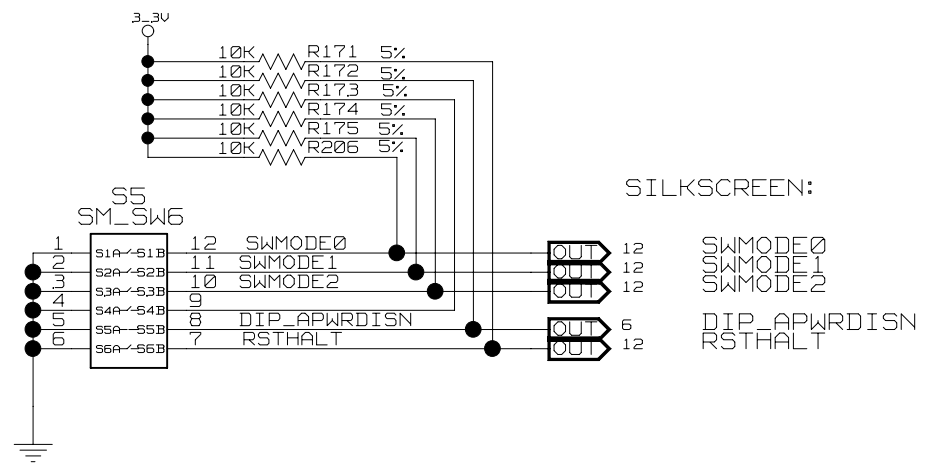 3_3V
10K R171 5%
10K R172 5%
10K R173 5%
10K R174 5%
10K R175 5%
10K R206 5%
SILKSCREEN:
S5
SM_SW6
1 S1A S1B 12 SWMODE0 OUT 12 SWMODE0
2 S2A S2B 11 SWMODE1 OUT 12 SWMODE1
3 S3A S3B 10 SWMODE2 OUT 12 SWMODE2
4 S4A S4B 9
5 S5A S5B 8 DIP_APWRDISN OUT 6 DIP_APWRDISN
6 S6A S6B 7 RSTHALT OUT 12 RSTHALT